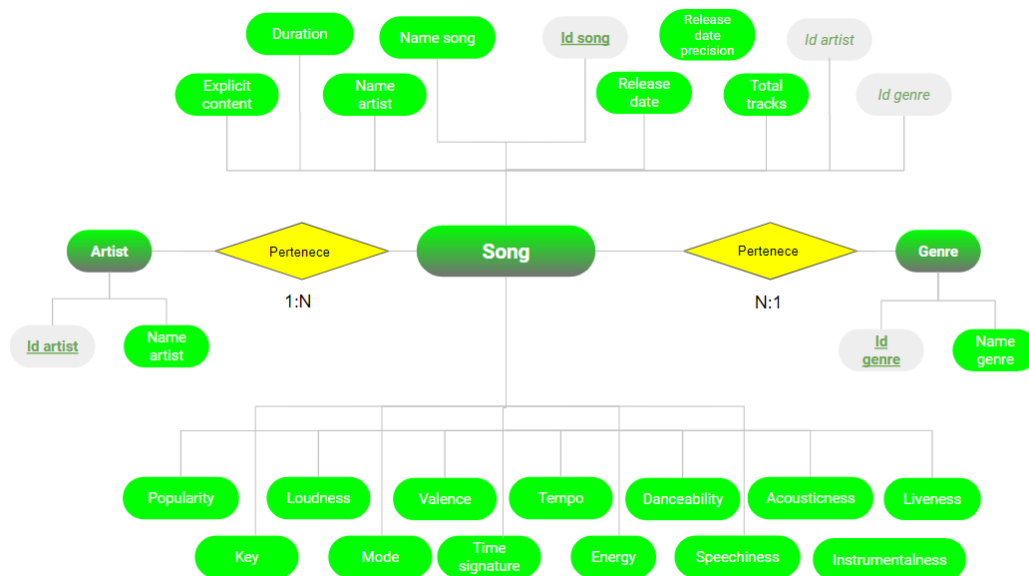 Duration
Name song
Id song
Release
date
precision
Id artist
Explicit
content
Name
artist
Release
date
Total
tracks
Id genre
Artist
Pertenece
Song
Pertenece
Genre
1:N
N:1
Id artist
Name
artist
Id
genre
Name
genre
Popularity
Loudness
Valence
Tempo
Danceability
Acousticness
Liveness
Key
Mode
Time
signature
Energy
Speechiness
Instrumentalness